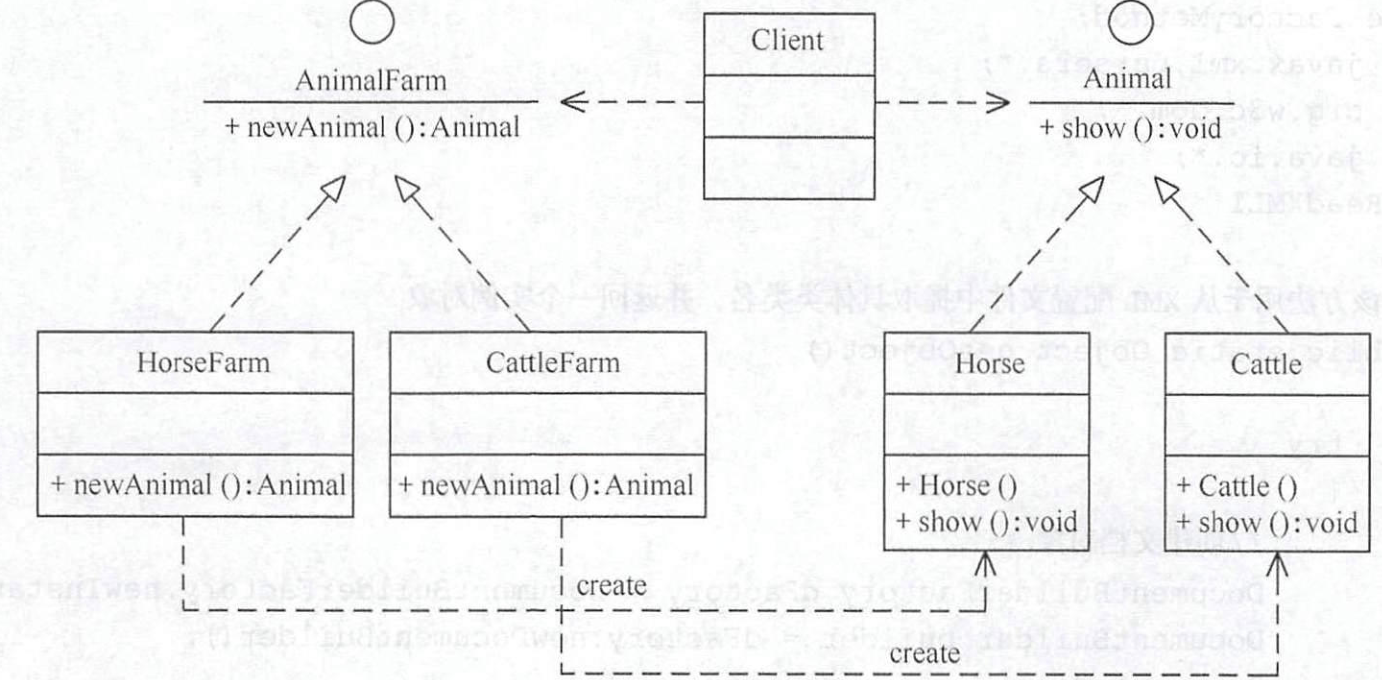 Client
AnimalFarm
+ newAnimal ():Animal
Animal
+ show ():void
HorseFarm
+ newAnimal ():Animal
CattleFarm
+ newAnimal ():Animal
Horse
+ Horse ()
+ show ():void
Cattle
+ Cattle ()
+ show ():void
create
create